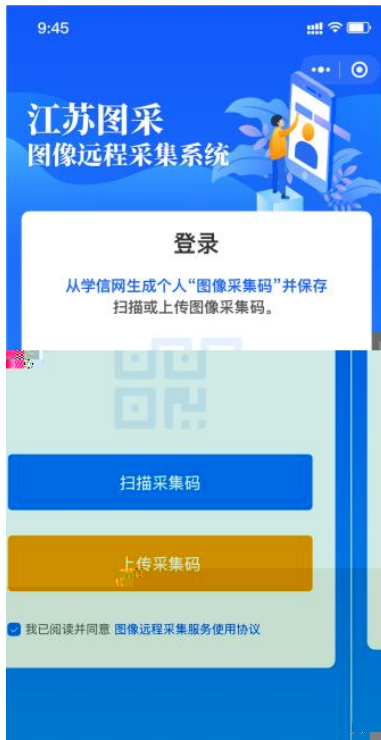 9:45
江苏图采
图像远程采集系统
登录
从学信网生成个人“图像采集码”并保存
扫描或上传图像采集码。
扫描采集码
上传采集码
我已阅读并同意 图像远程采集服务使用协议